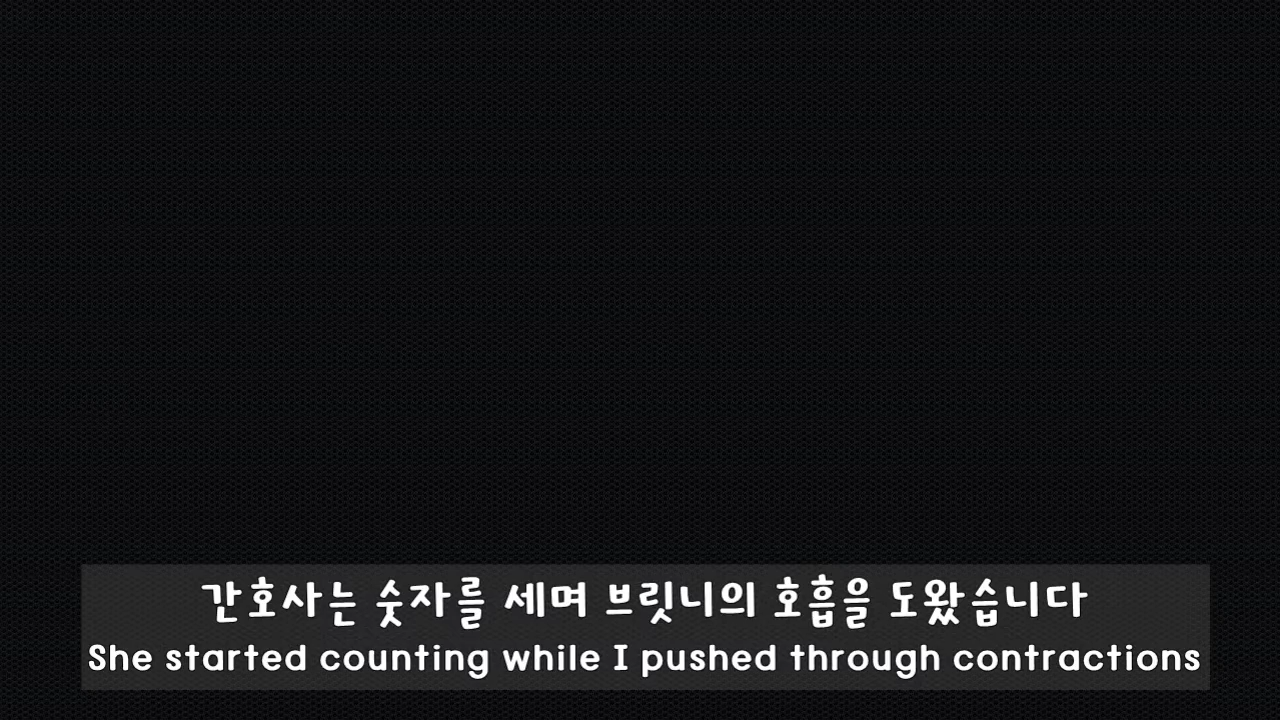 간호사는 숫자를 세며 브릿니의 호흡을 도왔습니다
She started counting while I pushed through contractions